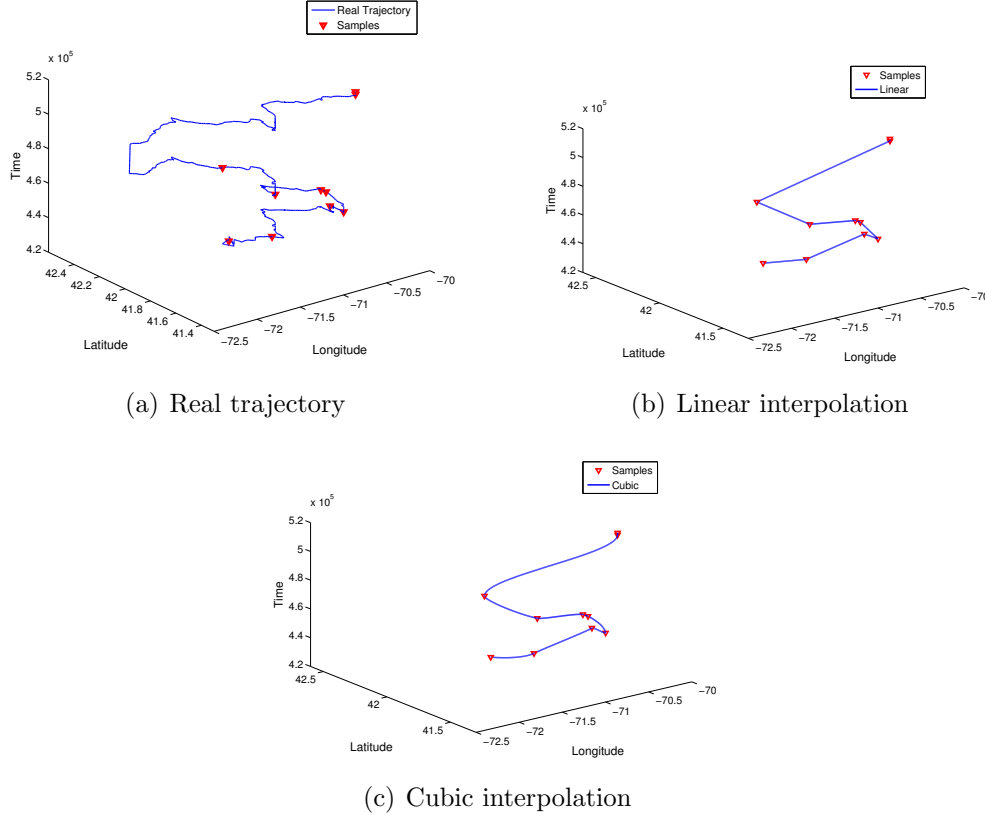 Real Trajectory
Samples
x 10^5
5.2
5
4.8
4.6
4.4
4.2
Time
42.4
42.2
42
41.8
41.6
41.4
Latitude
−72.5
−72
−71.5
−71
−70.5
−70
Longitude
(a) Real trajectory
Samples
Linear
x 10^5
5.2
5
4.8
4.6
4.4
4.2
Time
42.5
42
41.5
Latitude
−72.5
−72
−71.5
−71
−70.5
−70
Longitude
(b) Linear interpolation
Samples
Cubic
x 10^5
5.2
5
4.8
4.6
4.4
4.2
Time
42.5
42
41.5
Latitude
−72.5
−72
−71.5
−71
−70.5
−70
Longitude
(c) Cubic interpolation